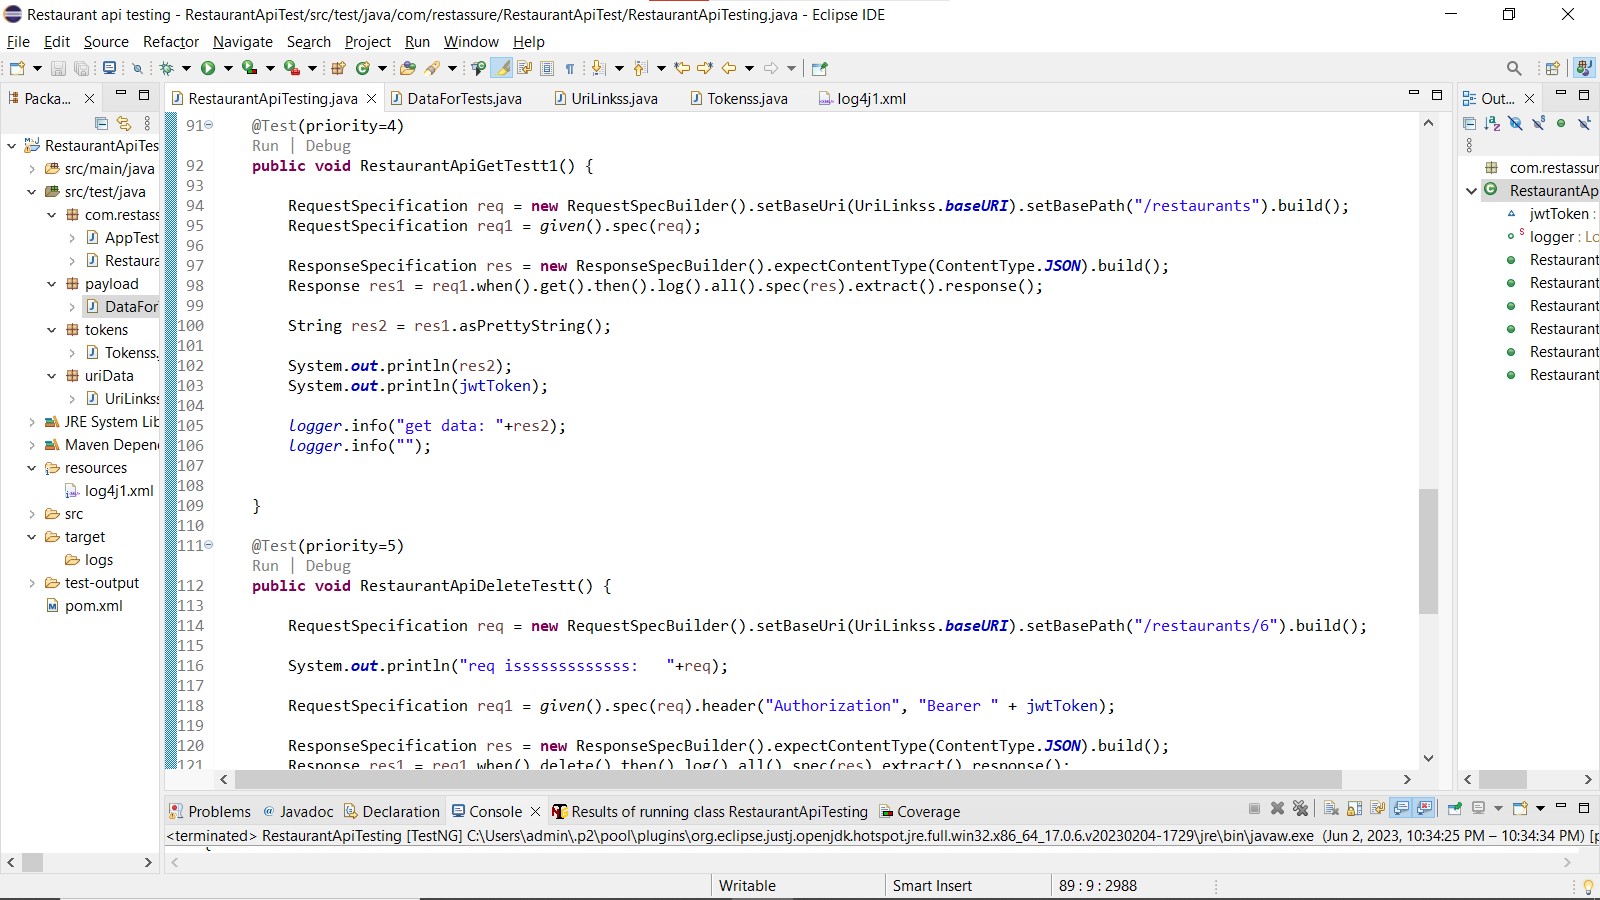 Restaurant api testing - RestaurantApiTest/src/test/java/com/restassure/RestaurantApiTest/RestaurantApiTesting.java - Eclipse IDE
File Edit Source Refactor Navigate Search Project Run Window Help
Packa...
RestaurantApiTes
src/main/java
src/test/java
com.restass
AppTest
Restaura
payload
DataFor
tokens
Tokenss.
uriData
UriLinkss
JRE System Lib
Maven Depen
resources
log4j1.xml
src
target
logs
test-output
pom.xml
RestaurantApiTesting.java DataForTests.java UriLinkss.java Tokenss.java log4j1.xml
91 @Test(priority=4)
Run | Debug
92 public void RestaurantApiGetTestt1() {
93
94 RequestSpecification req = new RequestSpecBuilder().setBaseUri(UriLinkss.baseURI).setBasePath("/restaurants").build();
95 RequestSpecification req1 = given().spec(req);
96
97 ResponseSpecification res = new ResponseSpecBuilder().expectContentType(ContentType.JSON).build();
98 Response res1 = req1.when().get().then().log().all().spec(res).extract().response();
99
100 String res2 = res1.asPrettyString();
101
102 System.out.println(res2);
103 System.out.println(jwtToken);
104
105 logger.info("get data: "+res2);
106 logger.info("");
107
108
109 }
110
111 @Test(priority=5)
Run | Debug
112 public void RestaurantApiDeleteTestt() {
113
114 RequestSpecification req = new RequestSpecBuilder().setBaseUri(UriLinkss.baseURI).setBasePath("/restaurants/6").build();
115
116 System.out.println("req isssssssssssss:   "+req);
117
118 RequestSpecification req1 = given().spec(req).header("Authorization", "Bearer " + jwtToken);
119
120 ResponseSpecification res = new ResponseSpecBuilder().expectContentType(ContentType.JSON).build();
121 Response res1 = req1.when().delete().then().log().all().spec(res).extract().response();
Out...
com.restassur
RestaurantAp
jwtToken :
logger : Lo
Restaurant
Restaurant
Restaurant
Restaurant
Restaurant
Restaurant
Problems @ Javadoc Declaration Console Results of running class RestaurantApiTesting Coverage
<terminated> RestaurantApiTesting [TestNG] C:\Users\admin\.p2\pool\plugins\org.eclipse.justj.openjdk.hotspot.jre.full.win32.x86_64_17.0.6.v20230204-1729\jre\bin\javaw.exe (Jun 2, 2023, 10:34:25 PM – 10:34:34 PM) [p
Writable Smart Insert 89 : 9 : 2988